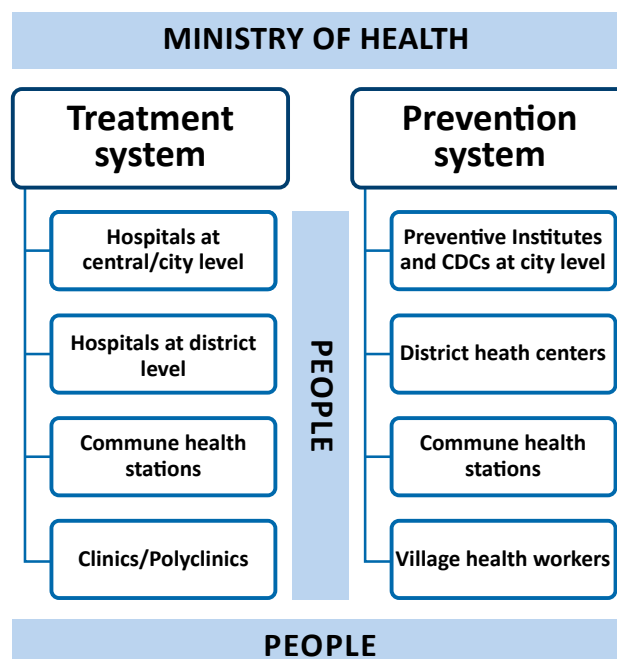 MINISTRY OF HEALTH
Treatment
system
Hospitals at
central/city level
Hospitals at district
level
Commune health
stations
Clinics/Polyclinics
PEOPLE
Prevention
system
Preventive Institutes
and CDCs at city level
District heath centers
Commune health
stations
Village health workers
PEOPLE